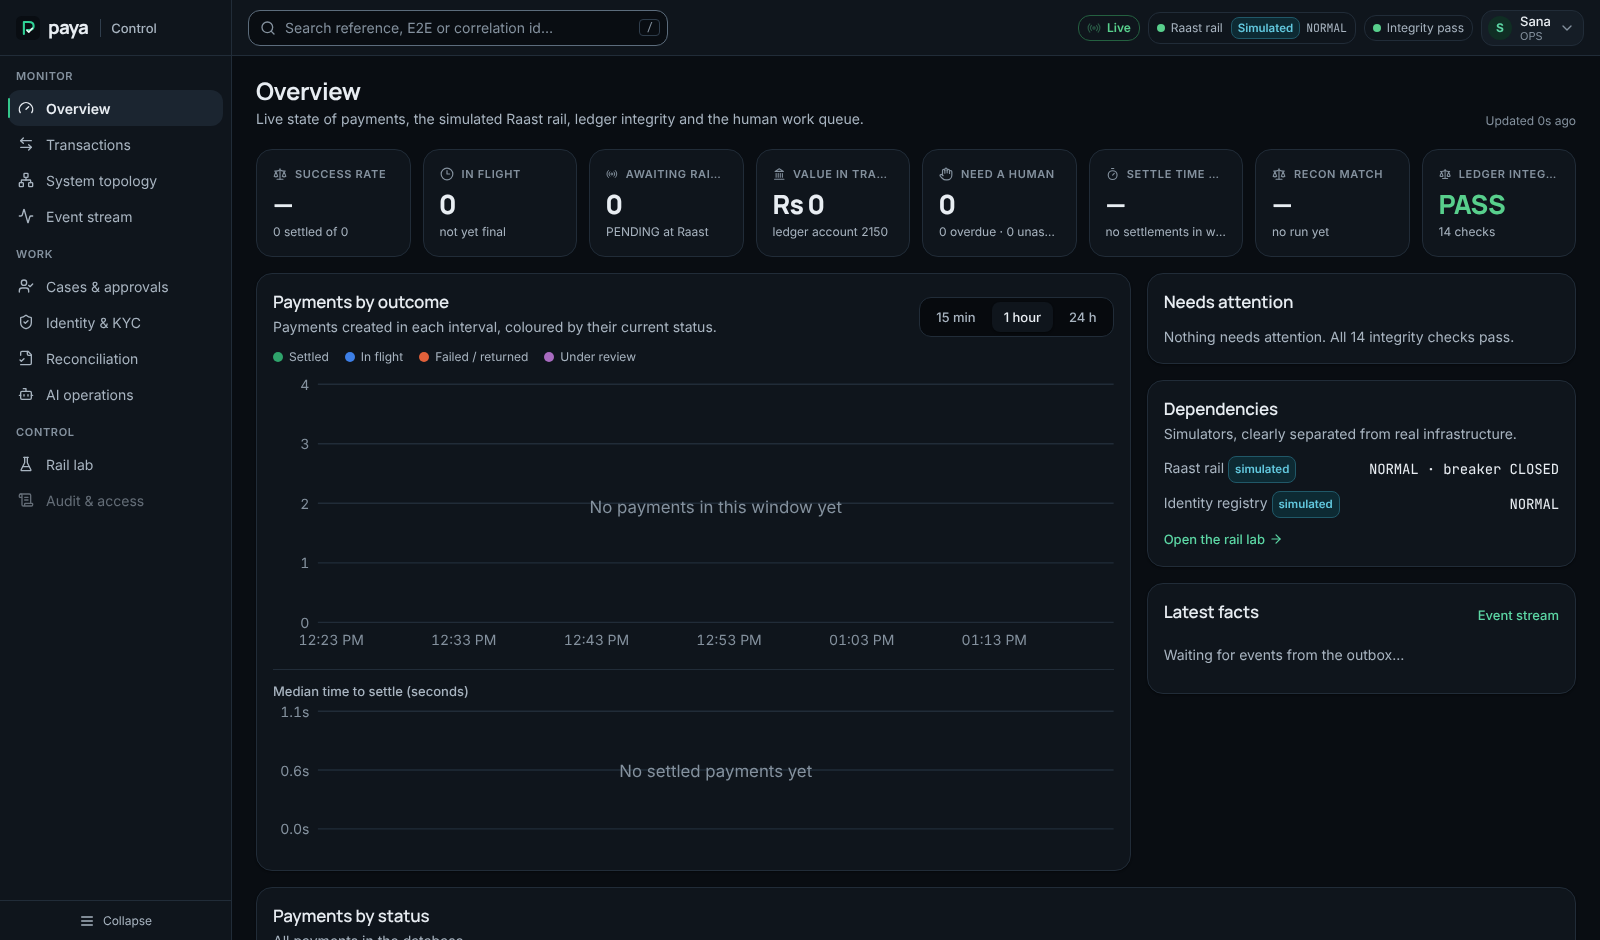 paya
Control
Search reference, E2E or correlation id...
/
Live
Raast rail Simulated NORMAL
Integrity pass
S
Sana
OPS
MONITOR
Overview
Transactions
System topology
Event stream
WORK
Cases & approvals
Identity & KYC
Reconciliation
AI operations
CONTROL
Rail lab
Audit & access
Collapse
Overview
Live state of payments, the simulated Raast rail, ledger integrity and the human work queue.
Updated 0s ago
SUCCESS RATE
—
0 settled of 0
IN FLIGHT
0
not yet final
AWAITING RAI...
0
PENDING at Raast
VALUE IN TRA...
Rs 0
ledger account 2150
NEED A HUMAN
0
0 overdue · 0 unas...
SETTLE TIME ...
—
no settlements in w...
RECON MATCH
—
no run yet
LEDGER INTEG...
PASS
14 checks
Payments by outcome
Payments created in each interval, coloured by their current status.
15 min
1 hour
24 h
Settled
In flight
Failed / returned
Under review
4
3
2
1
0
No payments in this window yet
12:23 PM
12:33 PM
12:43 PM
12:53 PM
01:03 PM
01:13 PM
Median time to settle (seconds)
1.1s
0.6s
0.0s
No settled payments yet
Needs attention
Nothing needs attention. All 14 integrity checks pass.
Dependencies
Simulators, clearly separated from real infrastructure.
Raast rail simulated NORMAL · breaker CLOSED
Identity registry simulated NORMAL
Open the rail lab →
Latest facts
Event stream
Waiting for events from the outbox...
Payments by status
All payments in the database